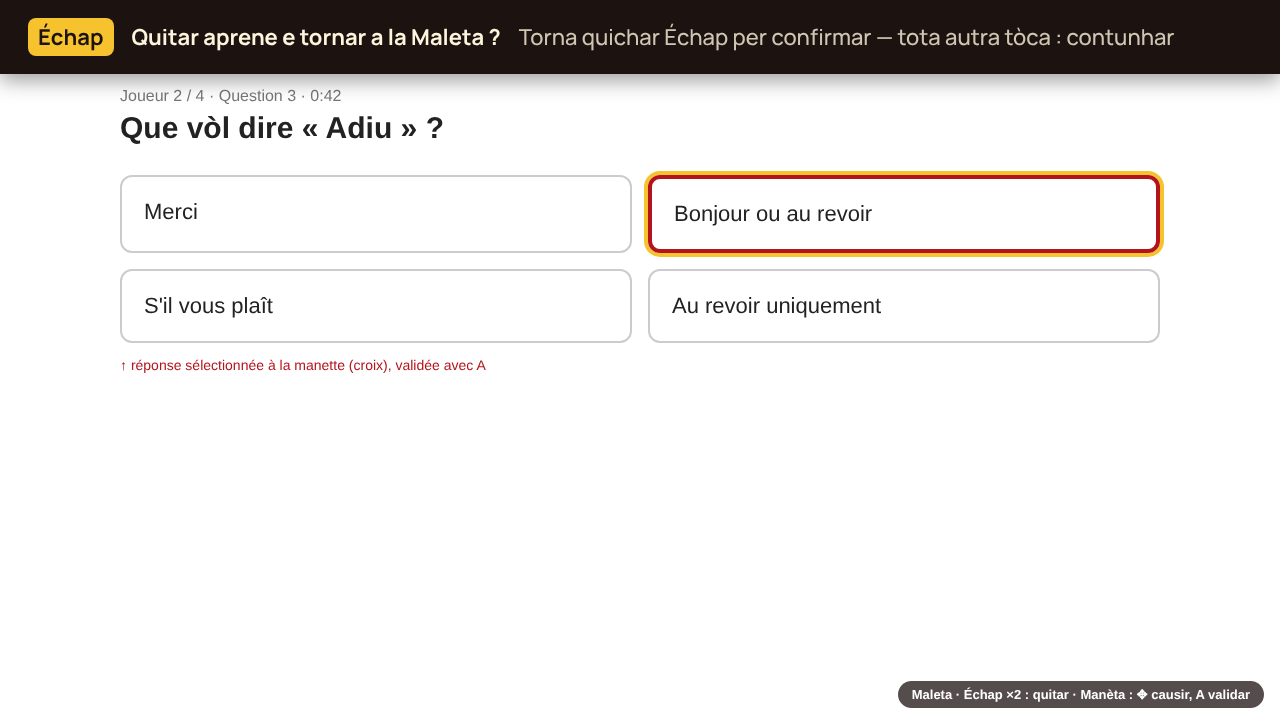 Échap Quitar aprene e tornar a la Maleta ? Torna quichar Échap per confirmar — tota autra tòca : contunhar
Joueur 2 / 4 · Question 3 · 0:42
Que vòl dire « Adiu » ?
Merci
Bonjour ou au revoir
S'il vous plaît
Au revoir uniquement
↑ réponse sélectionnée à la manette (croix), validée avec A
Maleta · Échap ×2 : quitar · Manèta : ✥ causir, A validar